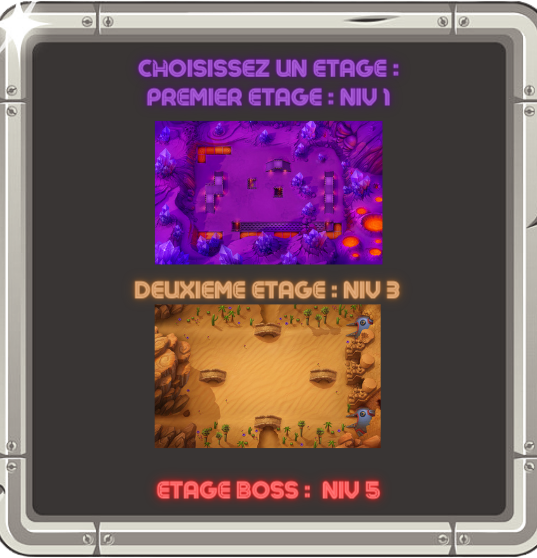 CHOISISSEZ UN ETAGE :
PREMIER ETAGE : NIV 1
DEUXIEME ETAGE : NIV 3
ETAGE BOSS : NIV 5